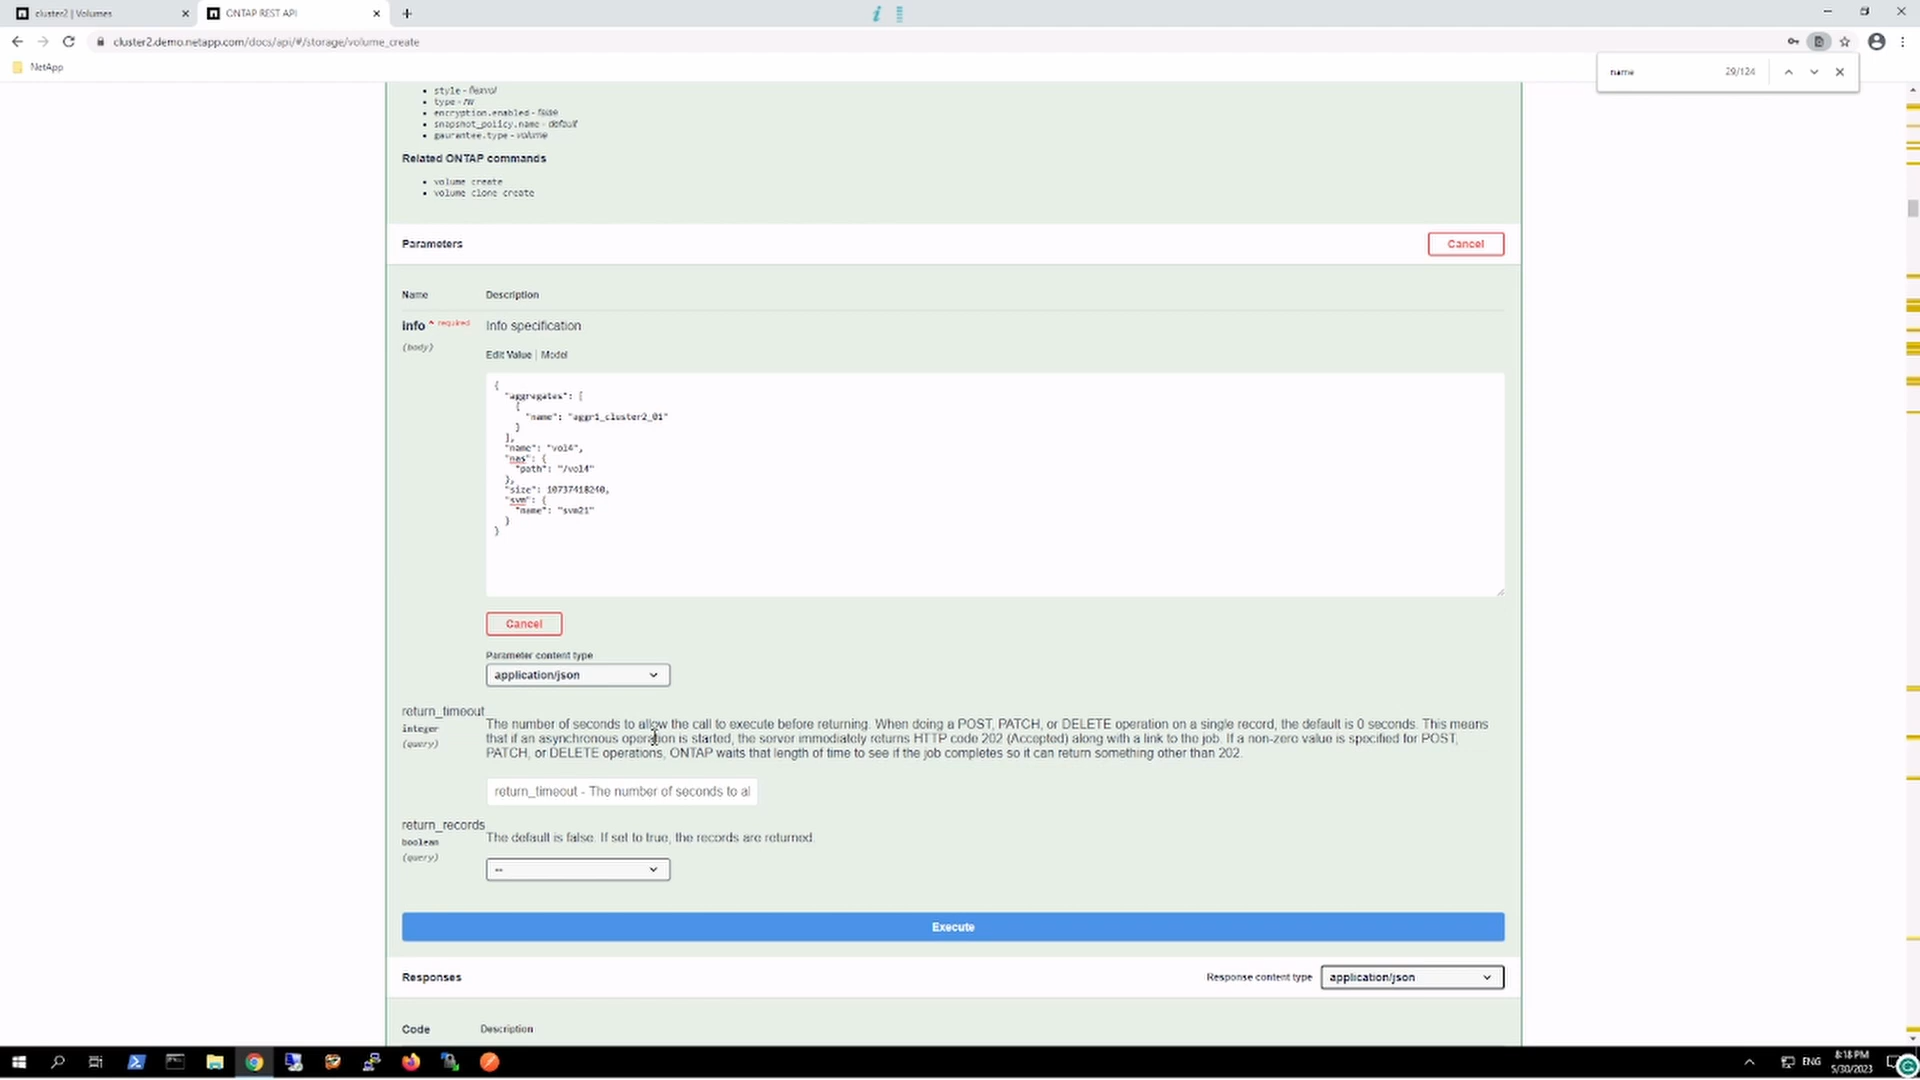 cluster2 | Volumes
ONTAP REST API
cluster2.demo.netapp.com/docs/api/#/storage/volume_create
NetApp
name 29/124
• style - flexvol
• type - rw
• encryption.enabled - false
• snapshot_policy.name - default
• gaurantee.type - volume
Related ONTAP commands
• volume create
• volume clone create
Parameters Cancel
Name Description
info * required Info specification
(body)
Edit Value | Model
{
"aggregates": [
{
"name": "aggr1_cluster2_01"
}
],
"name": "vol4",
"nas": {
"path": "/vol4"
},
"size": 10737418240,
"svm": {
"name": "svm21"
}
}
Cancel
Parameter content type
application/json
return_timeout
integer
(query)
The number of seconds to allow the call to execute before returning. When doing a POST, PATCH, or DELETE operation on a single record, the default is 0 seconds. This means
that if an asynchronous operation is started, the server immediately returns HTTP code 202 (Accepted) along with a link to the job. If a non-zero value is specified for POST,
PATCH, or DELETE operations, ONTAP waits that length of time to see if the job completes so it can return something other than 202.
return_timeout - The number of seconds to al
return_records
boolean
(query)
The default is false. If set to true, the records are returned.
--
Execute
Responses Response content type application/json
Code Description
ENG
8:18 PM
5/30/2023